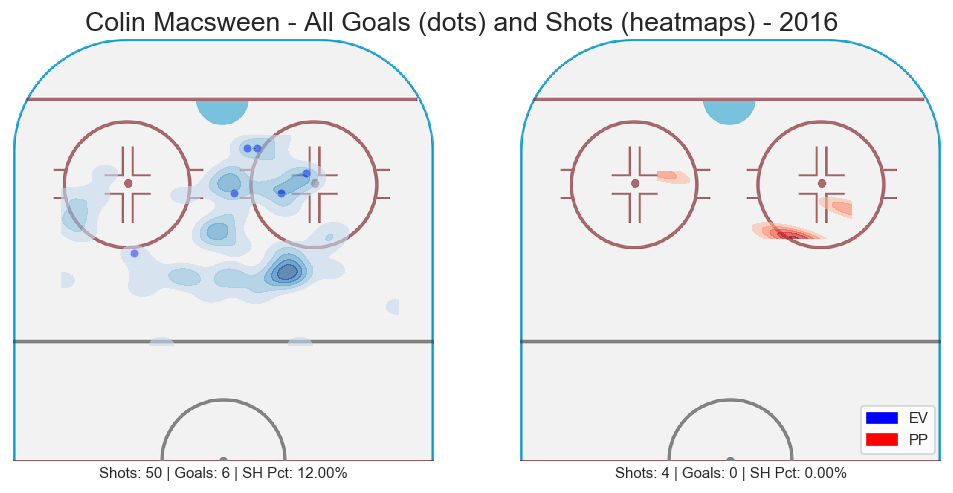 Colin Macsween - All Goals (dots) and Shots (heatmaps) - 2016
EV
PP
Shots: 50 | Goals: 6 | SH Pct: 12.00%
Shots: 4 | Goals: 0 | SH Pct: 0.00%